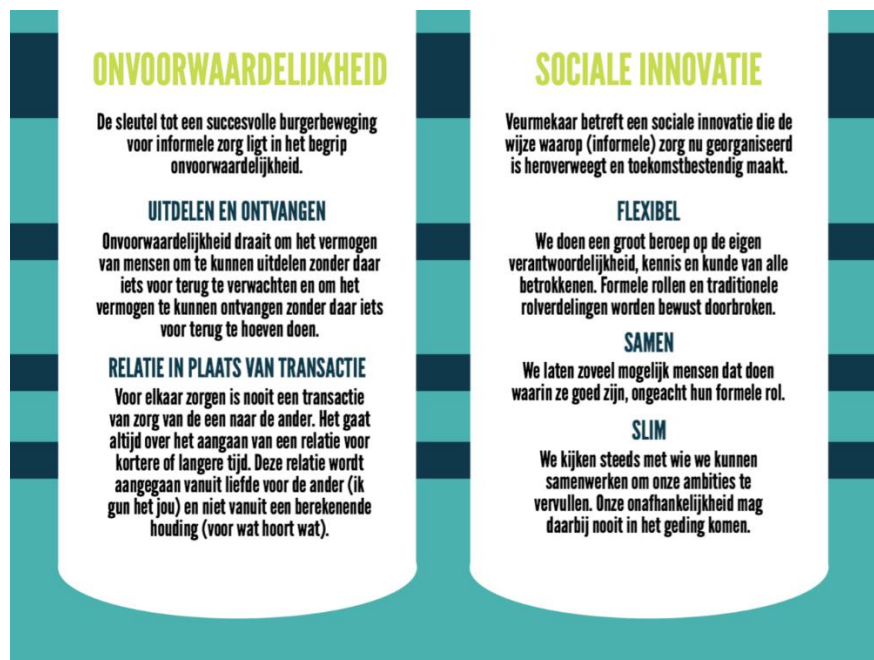 ONVOORWAARDELIJKHEID
De sleutel tot een succesvolle burgerbeweging
voor informele zorg ligt in het begrip
onvoorwaardelijkheid.
UITDELEN EN ONTVANGEN
Onvoorwaardelijkheid draait om het vermogen
van mensen om te kunnen uitdelen zonder daar
iets voor terug te verwachten en om het
vermogen te kunnen ontvangen zonder daar iets
voor terug te hoeven doen.
RELATIE IN PLAATS VAN TRANSACTIE
Voor elkaar zorgen is nooit een transactie
van zorg van de een naar de ander. Het gaat
altijd over het aangaan van een relatie voor
kortere of langere tijd. Deze relatie wordt
aangegaan vanuit liefde voor de ander (ik
gun het jou) en niet vanuit een berekenende
houding (voor wat hoort wat).
SOCIALE INNOVATIE
Veurmekaar betreft een sociale innovatie die de
wijze waarop (informele) zorg nu georganiseerd
is heroverweegt en toekomstbestendig maakt.
FLEXIBEL
We doen een groot beroep op de eigen
verantwoordelijkheid, kennis en kunde van alle
betrokkenen. Formele rollen en traditionele
rolverdelingen worden bewust doorbroken.
SAMEN
We laten zoveel mogelijk mensen dat doen
waarin ze goed zijn, ongeacht hun formele rol.
SLIM
We kijken steeds met wie we kunnen
samenwerken om onze ambities te
vervullen. Onze onafhankelijkheid mag
daarbij nooit in het geding komen.